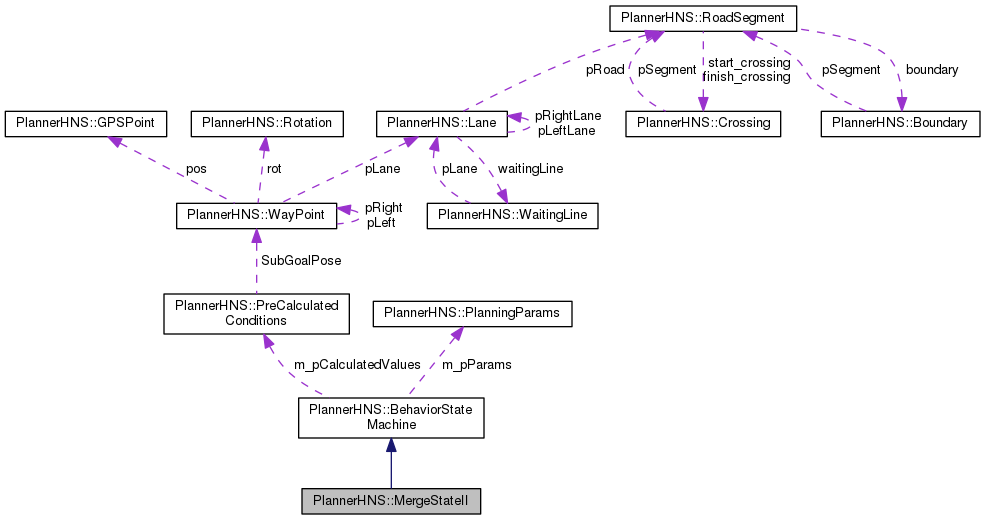 PlannerHNS::RoadSegment
pRoad
pSegment
start_crossing
finish_crossing
pSegment
boundary
PlannerHNS::GPSPoint
PlannerHNS::Rotation
PlannerHNS::Lane
pRightLane
pLeftLane
PlannerHNS::Crossing
PlannerHNS::Boundary
pos
rot
pLane
pLane
waitingLine
PlannerHNS::WayPoint
pRight
pLeft
PlannerHNS::WaitingLine
SubGoalPose
PlannerHNS::PreCalculated
Conditions
PlannerHNS::PlanningParams
m_pCalculatedValues
m_pParams
PlannerHNS::BehaviorState
Machine
PlannerHNS::MergeStateII